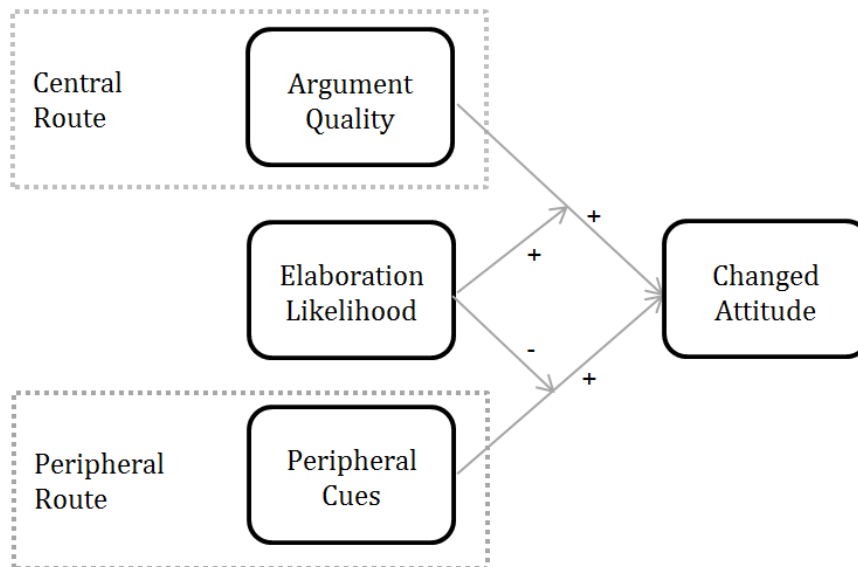 Central
Route
Argument
Quality
+
+
Elaboration
Likelihood
Changed
Attitude
-
+
Peripheral
Route
Peripheral
Cues